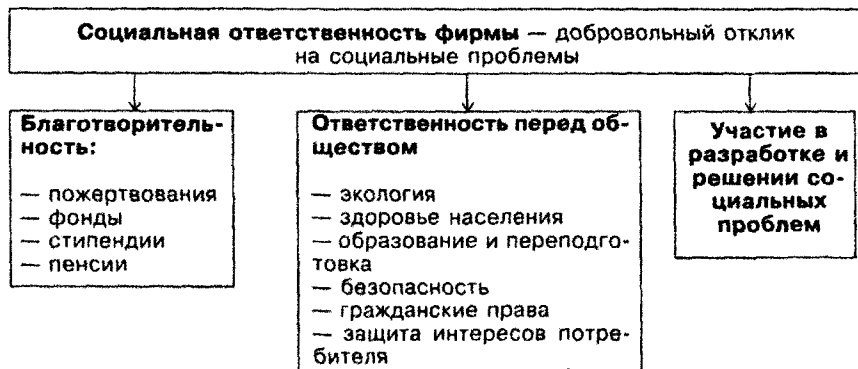 Социальная ответственность фирмы — добровольный отклик
на социальные проблемы
Благотворитель-
ность:
— пожертвования
— фонды
— стипендии
— пенсии
Ответственность перед об-
ществом
— экология
— здоровье населения
— образование и переподго-
товка
— безопасность
— гражданские права
— защита интересов потре-
бителя
Участие в
разработке и
решении со-
циальных
проблем